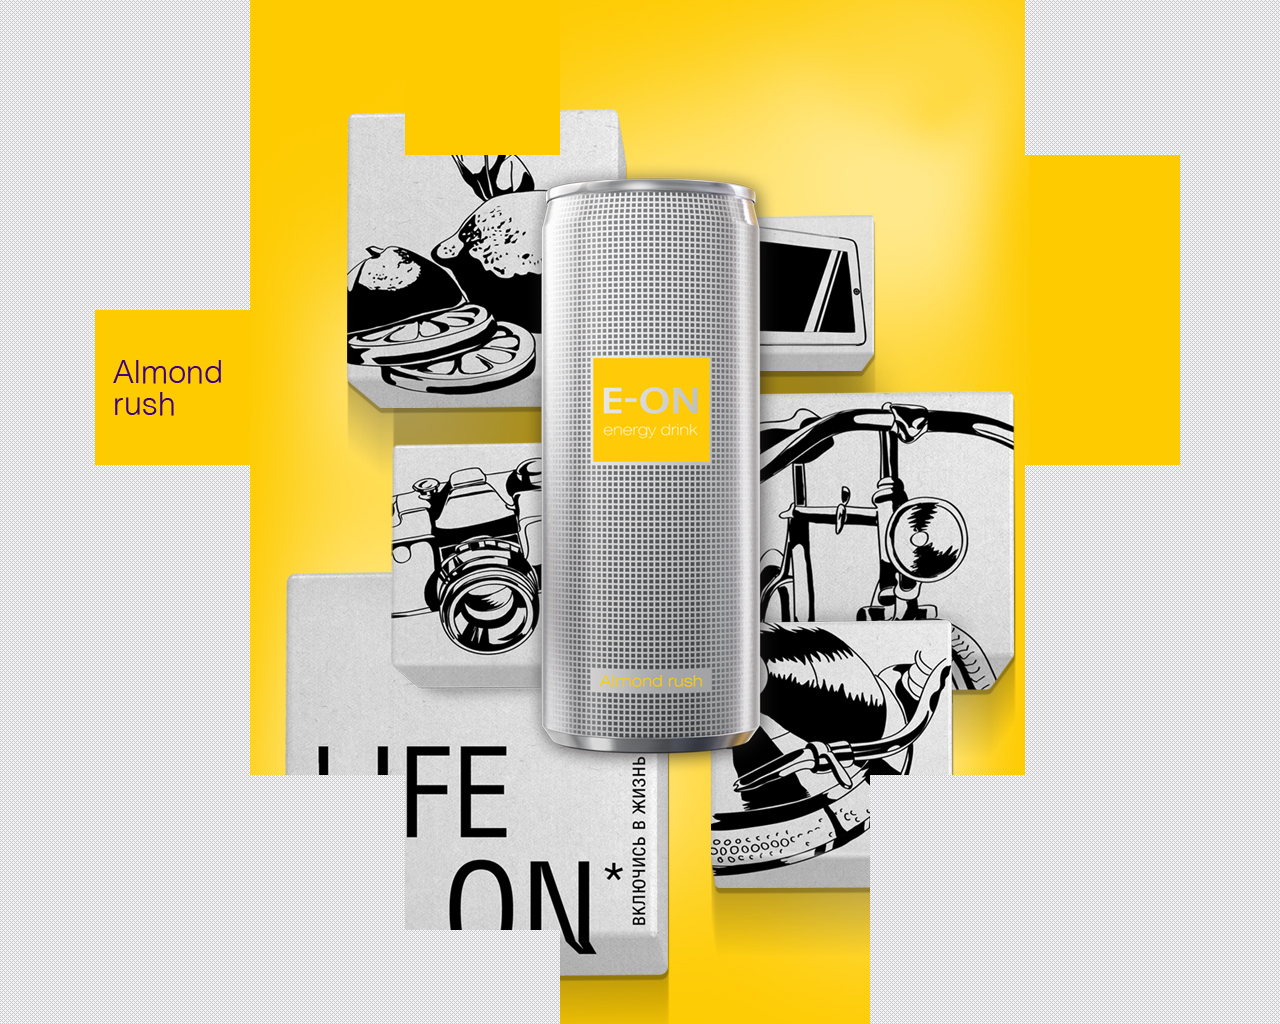 Almond
rush
E-ON
energy drink
Almond rush
LIFE
ON*
ВКЛЮЧИСЬ В ЖИЗНЬ